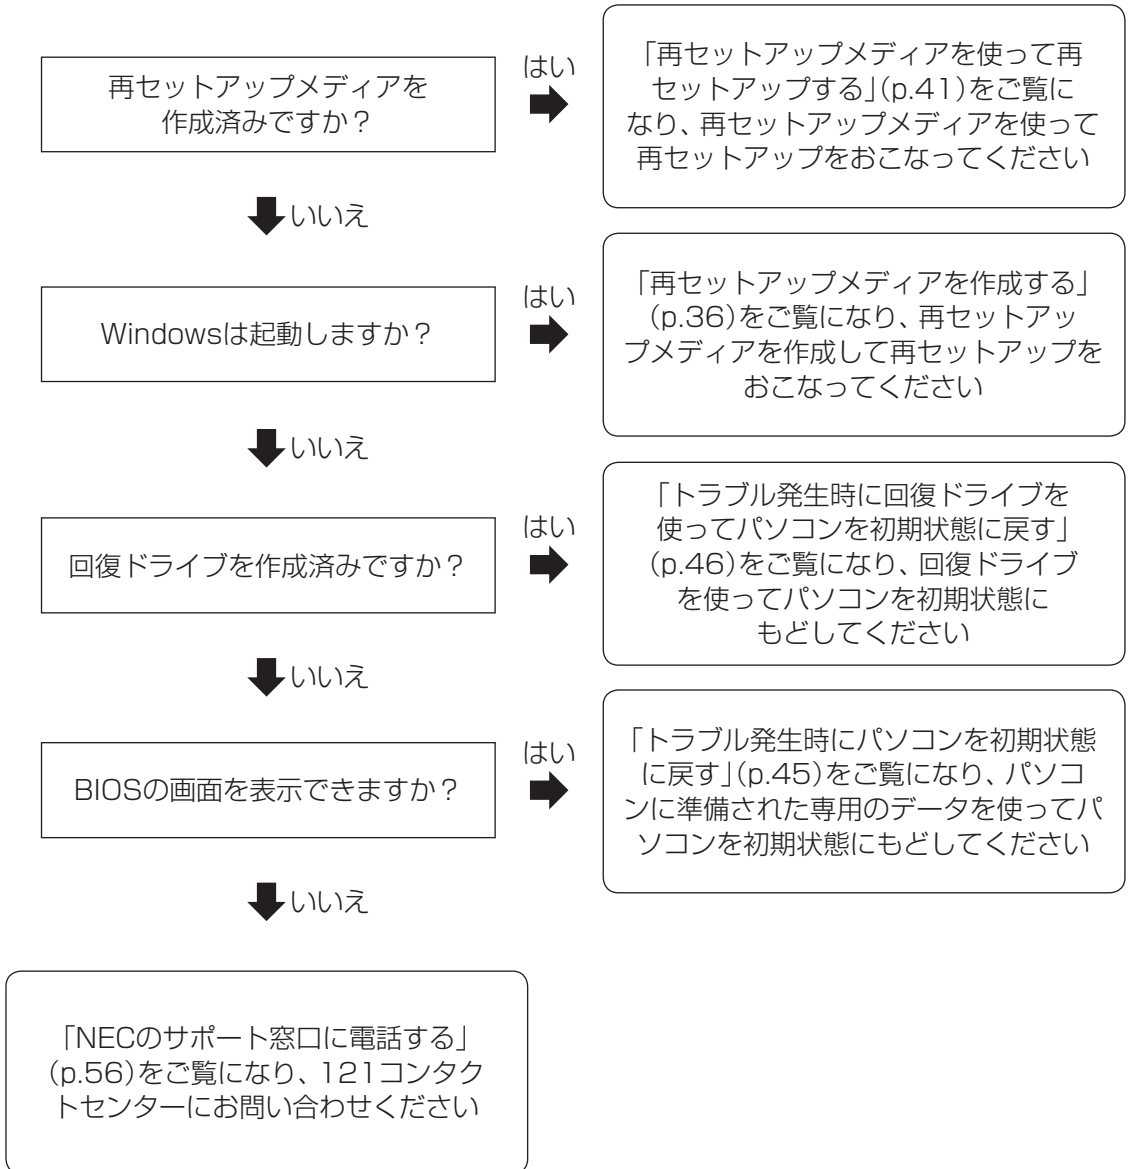 再セットアップメディアを
作成済みですか？
はい
「再セットアップメディアを使って再
セットアップする」(p.41)をご覧に
なり、再セットアップメディアを使って
再セットアップをおこなってください
いいえ
Windowsは起動しますか？
はい
「再セットアップメディアを作成する」
(p.36)をご覧になり、再セットアッ
プメディアを作成して再セットアップを
おこなってください
いいえ
回復ドライブを作成済みですか？
はい
「トラブル発生時に回復ドライブを
使ってパソコンを初期状態に戻す」
(p.46)をご覧になり、回復ドライブ
を使ってパソコンを初期状態に
もどしてください
いいえ
BIOSの画面を表示できますか？
はい
「トラブル発生時にパソコンを初期状態
に戻す」(p.45)をご覧になり、パソコ
ンに準備された専用のデータを使ってパ
ソコンを初期状態にもどしてください
いいえ
「NECのサポート窓口に電話する」
(p.56)をご覧になり、121コンタク
トセンターにお問い合わせください